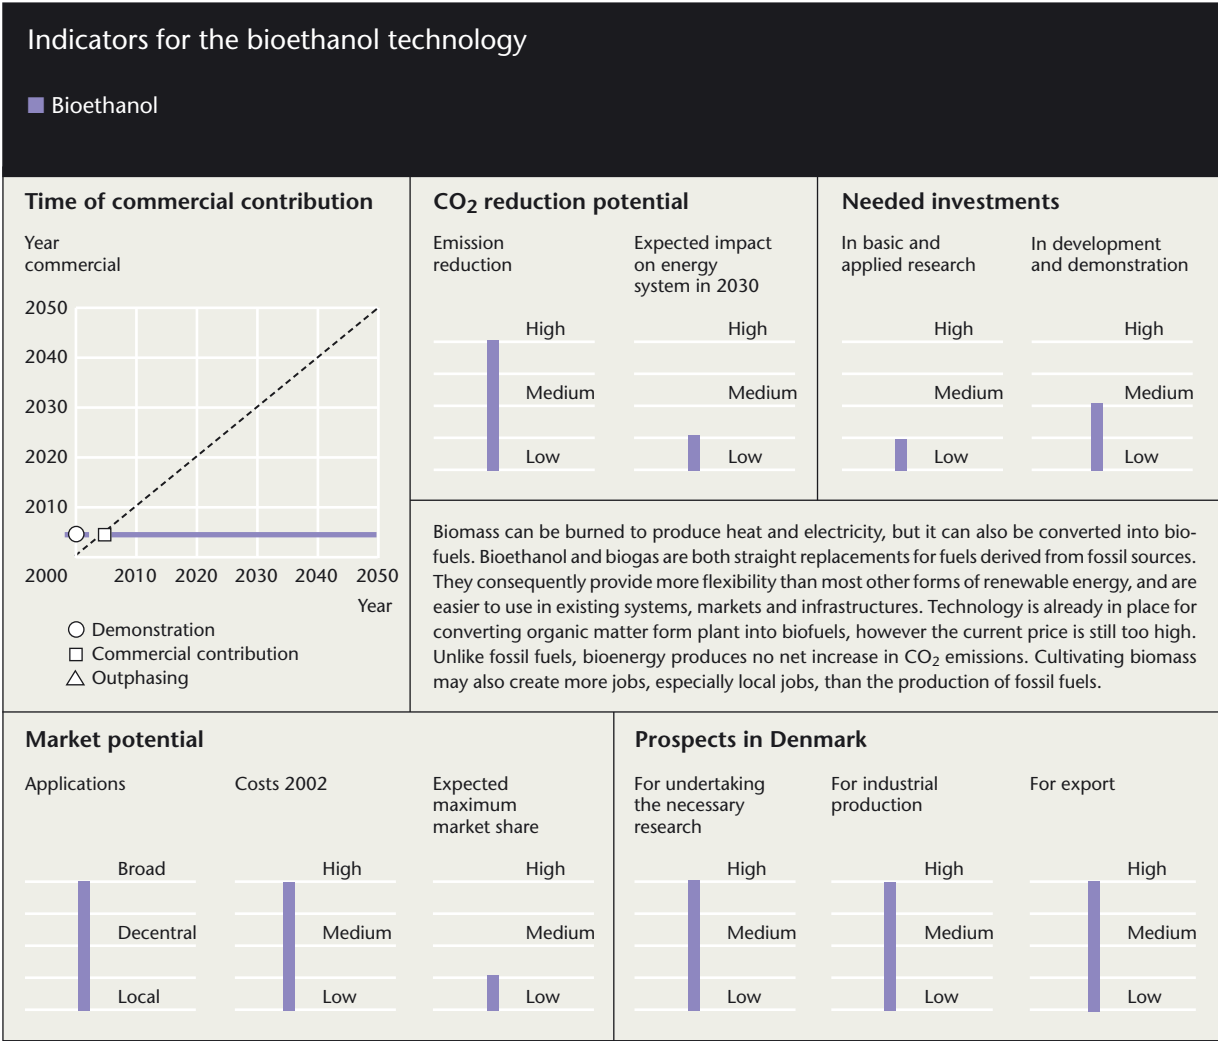 Indicators for the bioethanol technology
Bioethanol
Time of commercial contribution
Year
commercial
2050
2040
2030
2020
2010
2000 2010 2020 2030 2040 2050
Year
Demonstration
Commercial contribution
Outphasing
CO2 reduction potential
Emission
reduction
High
Medium
Low
Expected impact
on energy
system in 2030
High
Medium
Low
Needed investments
In basic and
applied research
High
Medium
Low
In development
and demonstration
High
Medium
Low
Biomass can be burned to produce heat and electricity, but it can also be converted into bio-
fuels. Bioethanol and biogas are both straight replacements for fuels derived from fossil sources.
They consequently provide more flexibility than most other forms of renewable energy, and are
easier to use in existing systems, markets and infrastructures. Technology is already in place for
converting organic matter form plant into biofuels, however the current price is still too high.
Unlike fossil fuels, bioenergy produces no net increase in CO2 emissions. Cultivating biomass
may also create more jobs, especially local jobs, than the production of fossil fuels.
Market potential
Applications
Broad
Decentral
Local
Costs 2002
High
Medium
Low
Expected
maximum
market share
High
Medium
Low
Prospects in Denmark
For undertaking
the necessary
research
High
Medium
Low
For industrial
production
High
Medium
Low
For export
High
Medium
Low